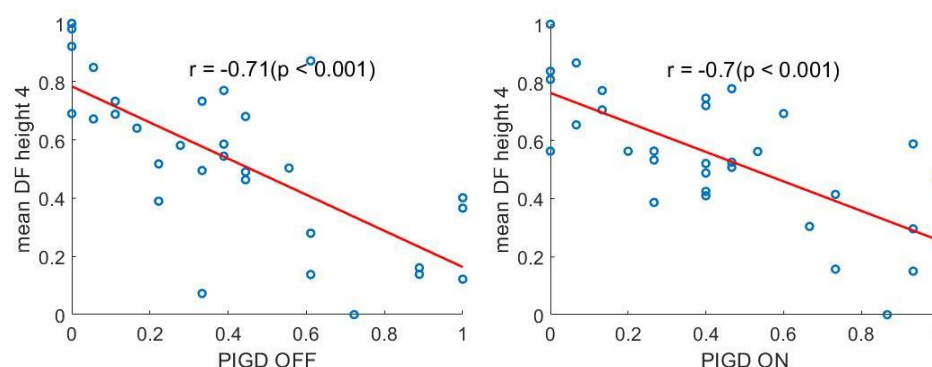 r = -0.71(p < 0.001)
mean DF height 4
1
0.8
0.6
0.4
0.2
0
0 0.2 0.4 0.6 0.8 1
PIGD OFF
r = -0.7(p < 0.001)
mean DF height 4
1
0.8
0.6
0.4
0.2
0
0 0.2 0.4 0.6 0.8
PIGD ON